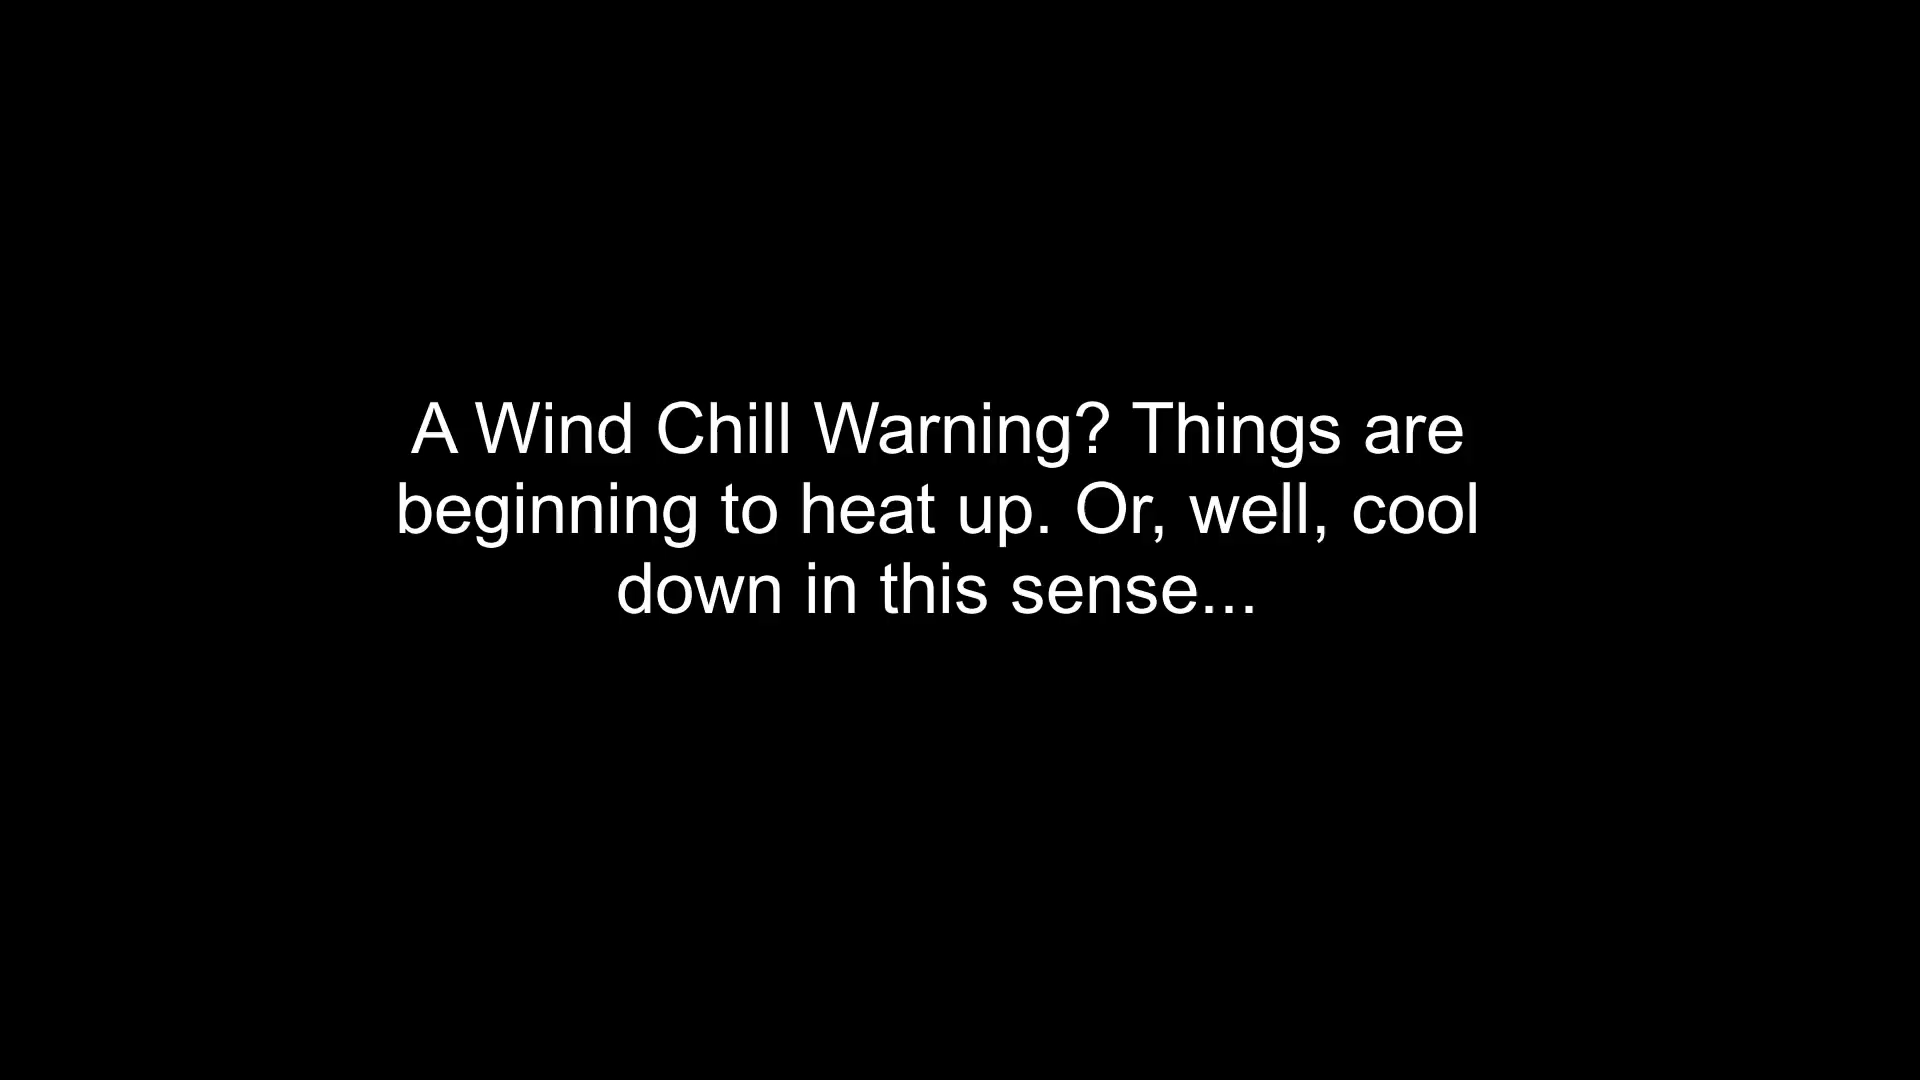 A Wind Chill Warning? Things are
beginning to heat up. Or, well, cool
down in this sense...